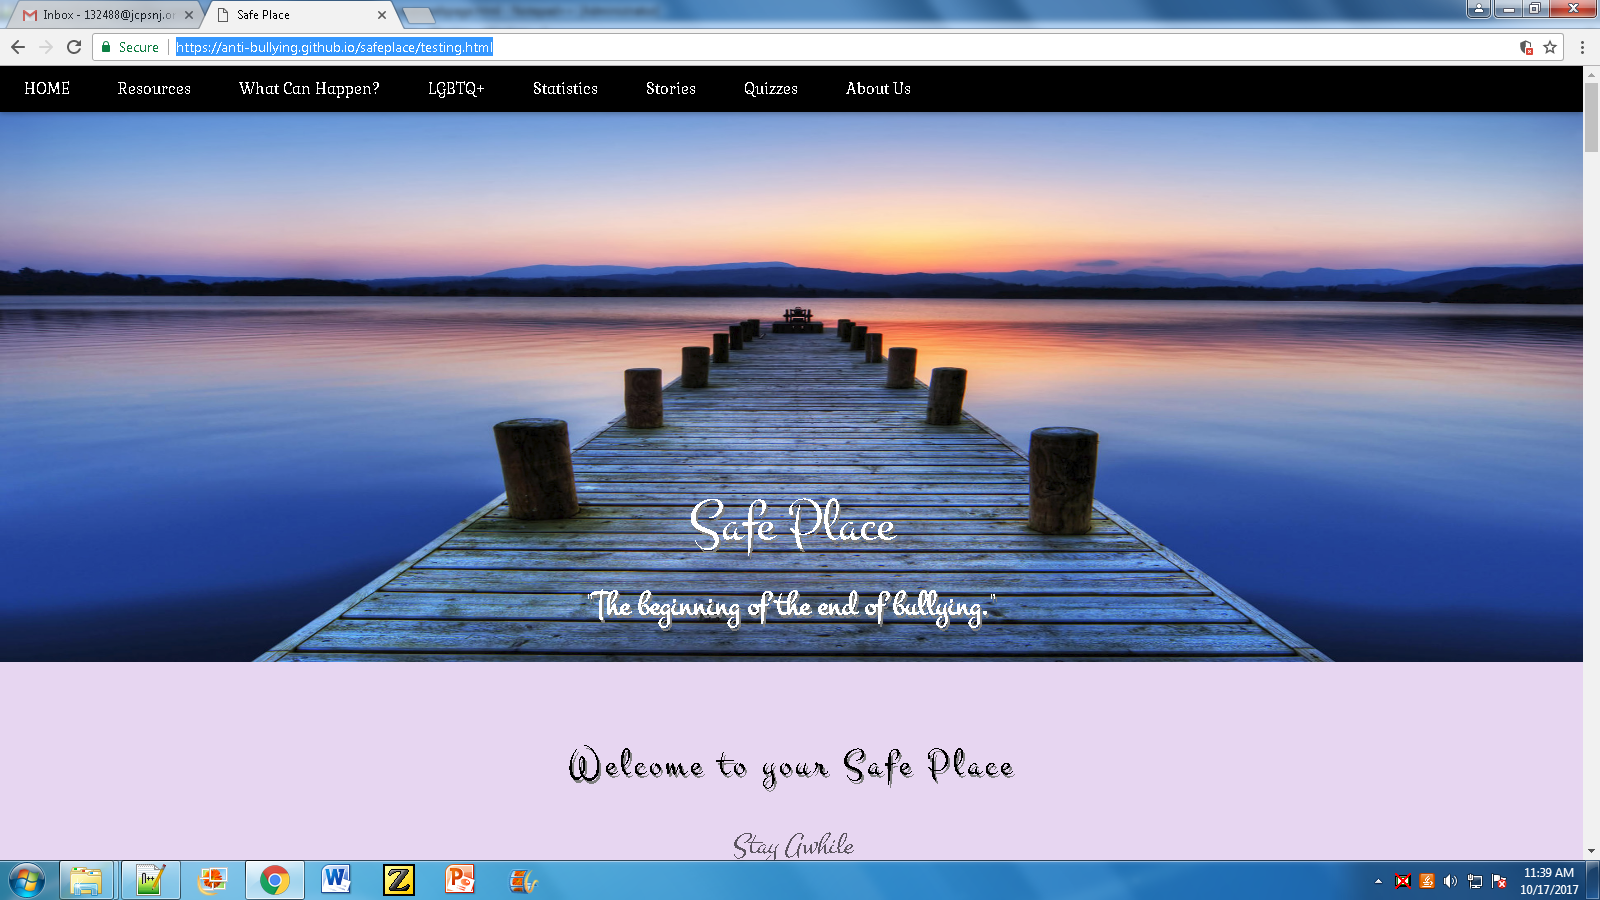 Inbox - 132488@jcpsnj.or
Safe Place
Secure
https://anti-bullying.github.io/safeplace/testing.html
HOME Resources What Can Happen? LGBTQ+ Statistics Stories Quizzes About Us
Safe Place
"The beginning of the end of bullying."
Welcome to your Safe Place
Stay Awhile
11:39 AM
10/17/2017